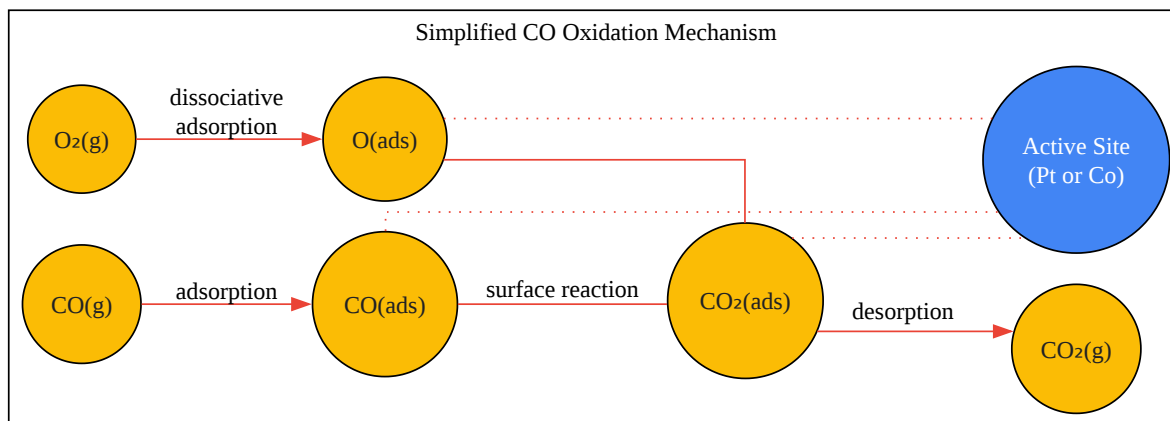 Simplified CO Oxidation Mechanism
dissociative
adsorption
O₂(g)
O(ads)
Active Site
(Pt or Co)
CO(g)
adsorption
CO(ads)
surface reaction
CO₂(ads)
desorption
CO₂(g)